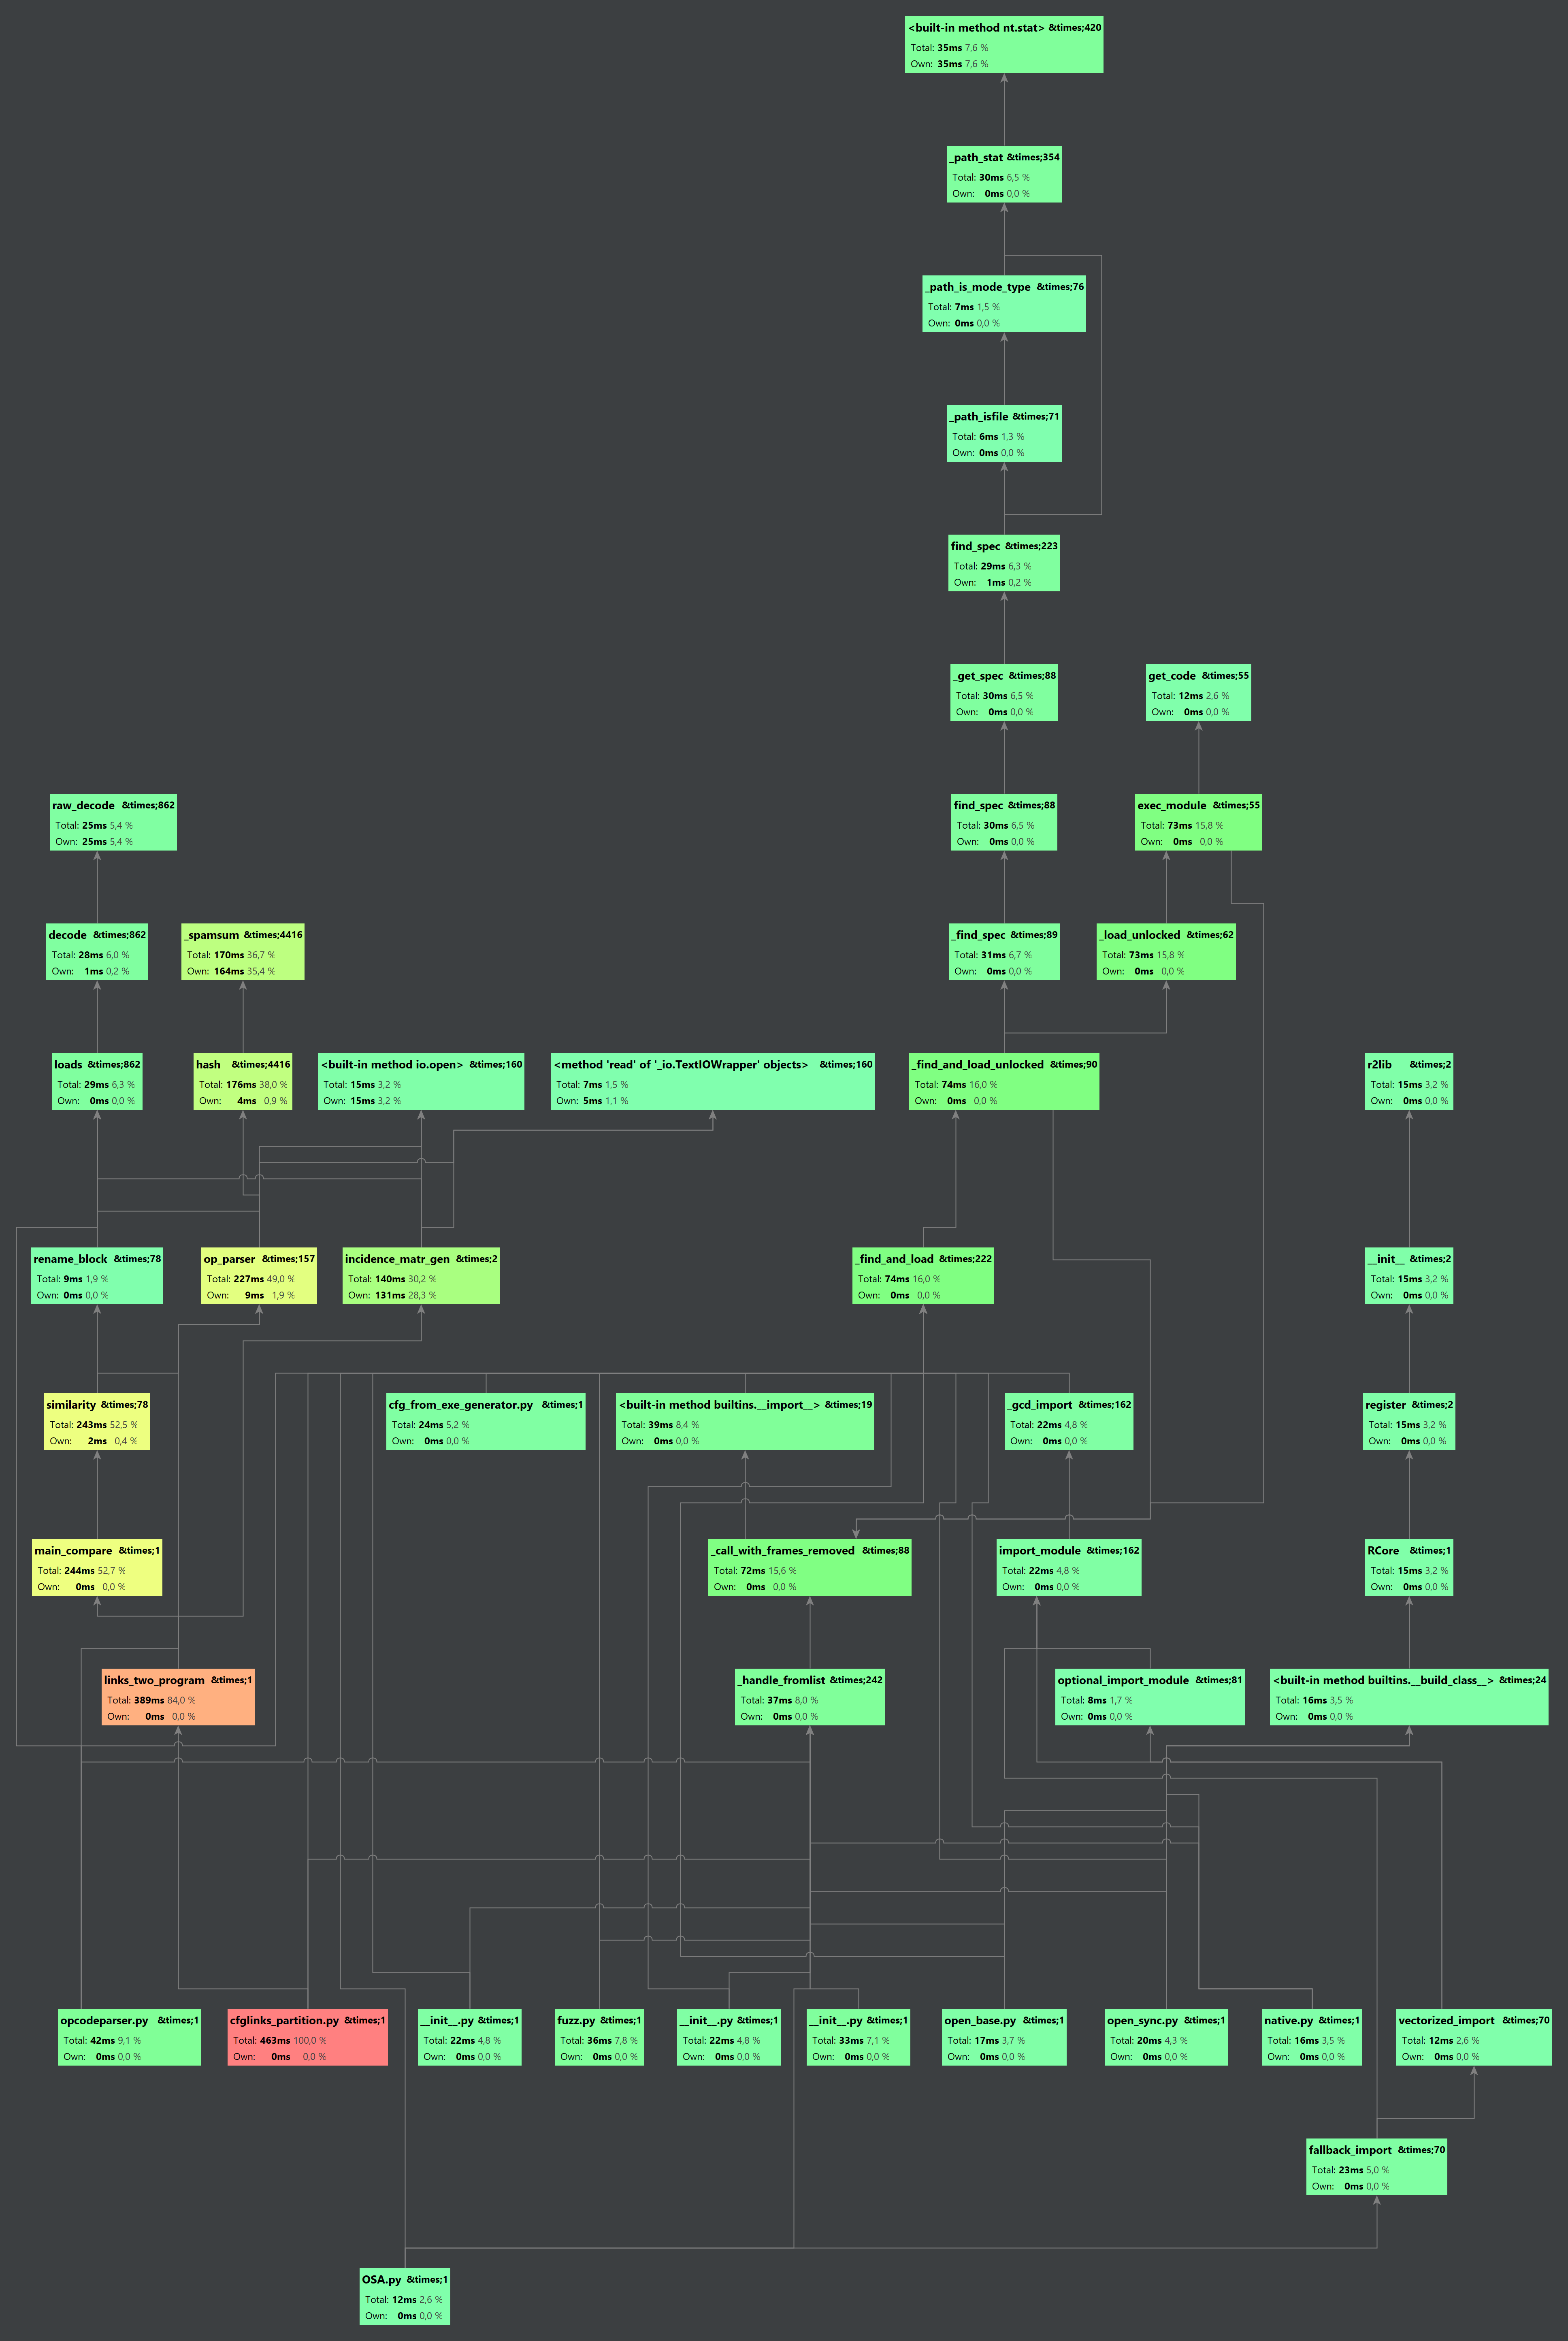 <built-in method nt.stat> &times;420
Total: 35ms 7,6 %
Own: 35ms 7,6 %
_path_stat &times;354
Total: 30ms 6,5 %
Own: 0ms 0,0 %
_path_is_mode_type &times;76
Total: 7ms 1,5 %
Own: 0ms 0,0 %
_path_isfile &times;71
Total: 6ms 1,3 %
Own: 0ms 0,0 %
find_spec &times;223
Total: 29ms 6,3 %
Own: 1ms 0,2 %
_get_spec &times;88
Total: 30ms 6,5 %
Own: 0ms 0,0 %
get_code &times;55
Total: 12ms 2,6 %
Own: 0ms 0,0 %
raw_decode &times;862
Total: 25ms 5,4 %
Own: 25ms 5,4 %
find_spec &times;88
Total: 30ms 6,5 %
Own: 0ms 0,0 %
exec_module &times;55
Total: 73ms 15,8 %
Own: 0ms 0,0 %
decode &times;862
Total: 28ms 6,0 %
Own: 1ms 0,2 %
_spamsum &times;4416
Total: 170ms 36,7 %
Own: 164ms 35,4 %
_find_spec &times;89
Total: 31ms 6,7 %
Own: 0ms 0,0 %
_load_unlocked &times;62
Total: 73ms 15,8 %
Own: 0ms 0,0 %
loads &times;862
Total: 29ms 6,3 %
Own: 0ms 0,0 %
hash &times;4416
Total: 176ms 38,0 %
Own: 4ms 0,9 %
<built-in method io.open> &times;160
Total: 15ms 3,2 %
Own: 15ms 3,2 %
<method 'read' of '_io.TextIOWrapper' objects> &times;160
Total: 7ms 1,5 %
Own: 5ms 1,1 %
_find_and_load_unlocked &times;90
Total: 74ms 16,0 %
Own: 0ms 0,0 %
r2lib &times;2
Total: 15ms 3,2 %
Own: 0ms 0,0 %
rename_block &times;78
Total: 9ms 1,9 %
Own: 0ms 0,0 %
op_parser &times;157
Total: 227ms 49,0 %
Own: 9ms 1,9 %
incidence_matr_gen &times;2
Total: 140ms 30,2 %
Own: 131ms 28,3 %
_find_and_load &times;222
Total: 74ms 16,0 %
Own: 0ms 0,0 %
__init__ &times;2
Total: 15ms 3,2 %
Own: 0ms 0,0 %
similarity &times;78
Total: 243ms 52,5 %
Own: 2ms 0,4 %
cfg_from_exe_generator.py &times;1
Total: 24ms 5,2 %
Own: 0ms 0,0 %
<built-in method builtins.__import__> &times;19
Total: 39ms 8,4 %
Own: 0ms 0,0 %
_gcd_import &times;162
Total: 22ms 4,8 %
Own: 0ms 0,0 %
register &times;2
Total: 15ms 3,2 %
Own: 0ms 0,0 %
main_compare &times;1
Total: 244ms 52,7 %
Own: 0ms 0,0 %
_call_with_frames_removed &times;88
Total: 72ms 15,6 %
Own: 0ms 0,0 %
import_module &times;162
Total: 22ms 4,8 %
Own: 0ms 0,0 %
RCore &times;1
Total: 15ms 3,2 %
Own: 0ms 0,0 %
links_two_program &times;1
Total: 389ms 84,0 %
Own: 0ms 0,0 %
_handle_fromlist &times;242
Total: 37ms 8,0 %
Own: 0ms 0,0 %
optional_import_module &times;81
Total: 8ms 1,7 %
Own: 0ms 0,0 %
<built-in method builtins.__build_class__> &times;24
Total: 16ms 3,5 %
Own: 0ms 0,0 %
opcodeparser.py &times;1
Total: 42ms 9,1 %
Own: 0ms 0,0 %
cfglinks_partition.py &times;1
Total: 463ms 100,0 %
Own: 0ms 0,0 %
__init__.py &times;1
Total: 22ms 4,8 %
Own: 0ms 0,0 %
fuzz.py &times;1
Total: 36ms 7,8 %
Own: 0ms 0,0 %
__init__.py &times;1
Total: 22ms 4,8 %
Own: 0ms 0,0 %
__init__.py &times;1
Total: 33ms 7,1 %
Own: 0ms 0,0 %
open_base.py &times;1
Total: 17ms 3,7 %
Own: 0ms 0,0 %
open_sync.py &times;1
Total: 20ms 4,3 %
Own: 0ms 0,0 %
native.py &times;1
Total: 16ms 3,5 %
Own: 0ms 0,0 %
vectorized_import &times;70
Total: 12ms 2,6 %
Own: 0ms 0,0 %
fallback_import &times;70
Total: 23ms 5,0 %
Own: 0ms 0,0 %
OSA.py &times;1
Total: 12ms 2,6 %
Own: 0ms 0,0 %